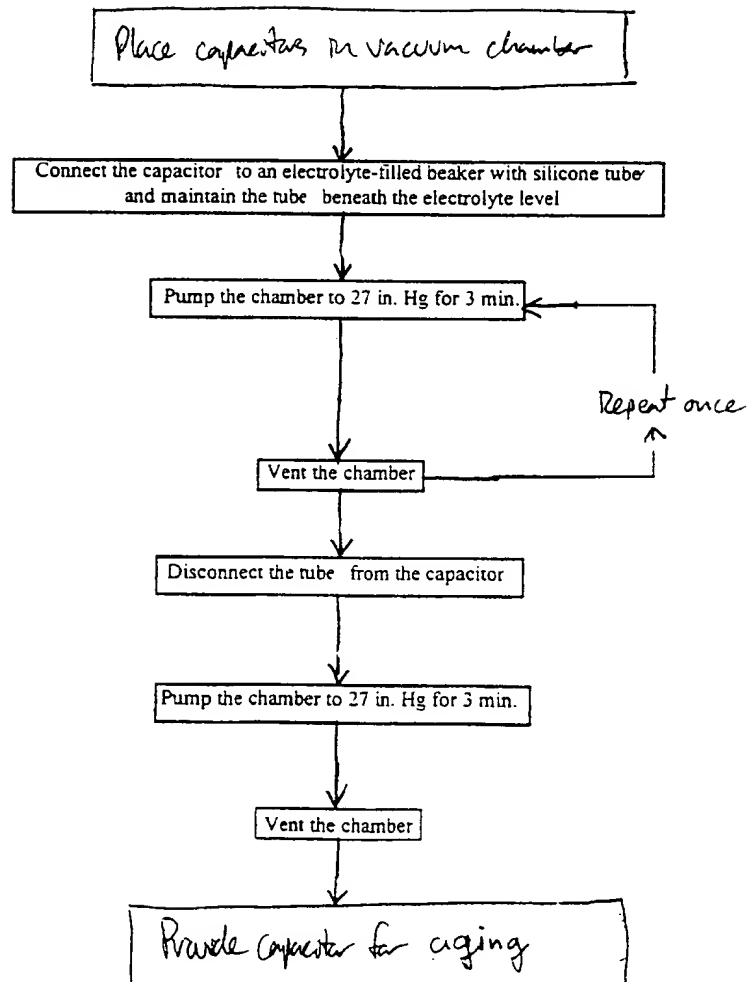 Place capacitors in vacuum chamber
Connect the capacitor to an electrolyte-filled beaker with silicone tube
and maintain the tube beneath the electrolyte level
Pump the chamber to 27 in. Hg for 3 min.
Repeat once
Vent the chamber
Disconnect the tube from the capacitor
Pump the chamber to 27 in. Hg for 3 min.
Vent the chamber
Provide capacitor for aging